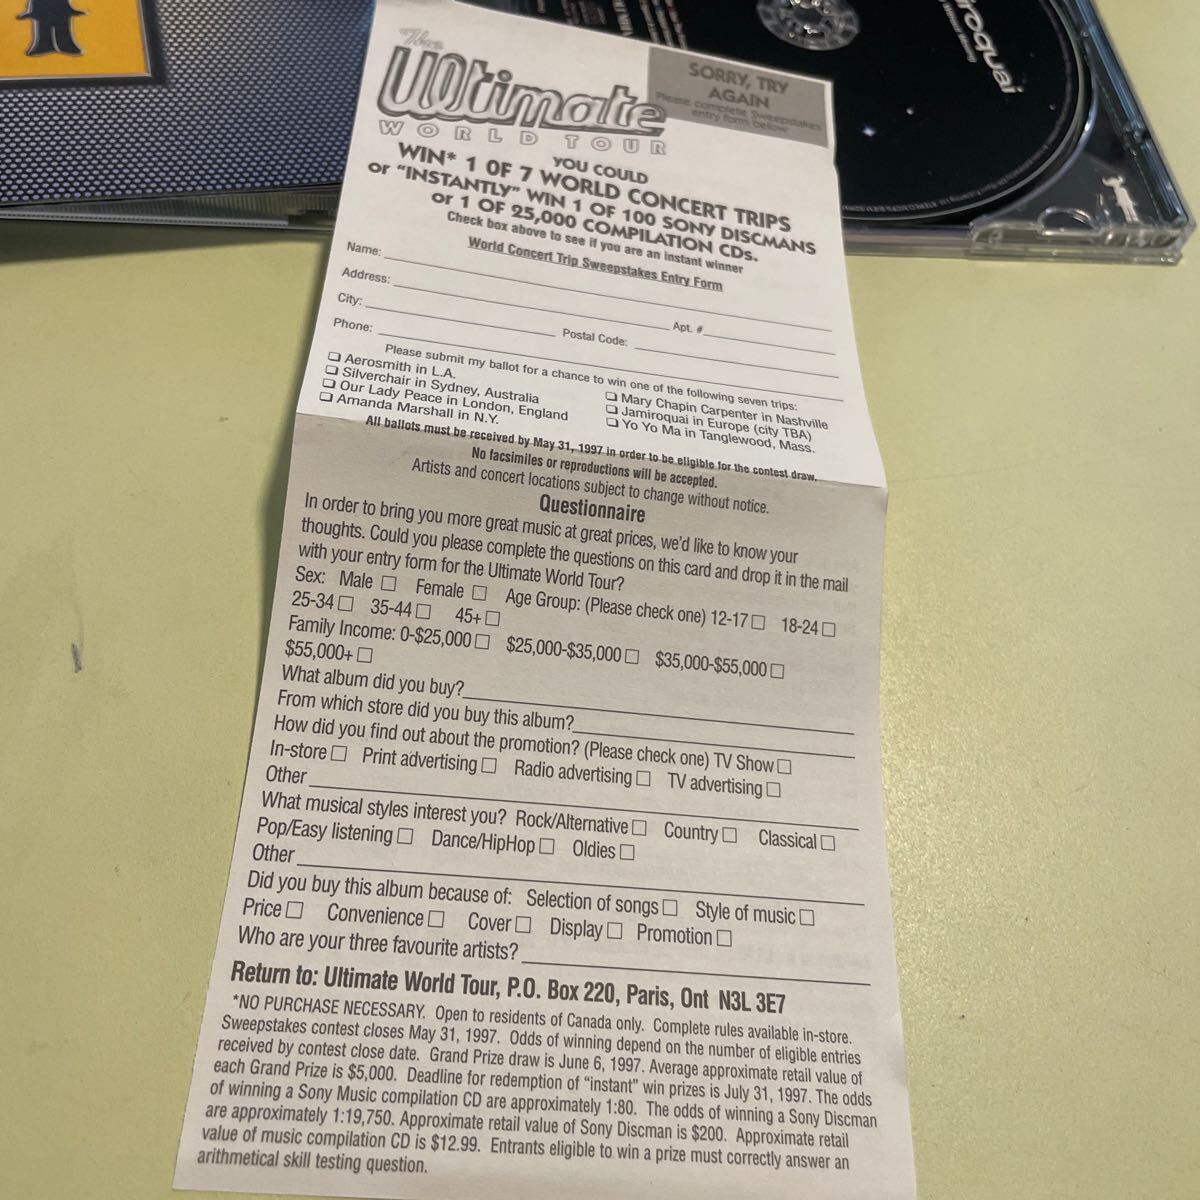 The
Ultimate
WORLD TOUR
SORRY, TRY
AGAIN
Please complete Sweepstakes
entry form below
YOU COULD
WIN* 1 OF 7 WORLD CONCERT TRIPS
or "INSTANTLY" WIN 1 OF 100 SONY DISCMANS
or 1 OF 25,000 COMPILATION CDs.
Check box above to see if you are an instant winner
World Concert Trip Sweepstakes Entry Form
Name:
Address:
City: Apt. #
Phone: Postal Code:
Please submit my ballot for a chance to win one of the following seven trips:
❏ Aerosmith in L.A.
❏ Silverchair in Sydney, Australia
❏ Our Lady Peace in London, England
❏ Amanda Marshall in N.Y.
❏ Mary Chapin Carpenter in Nashville
❏ Jamiroquai in Europe (city TBA)
❏ Yo Yo Ma in Tanglewood, Mass.
All ballots must be received by May 31, 1997 in order to be eligible for the contest draw.
No facsimiles or reproductions will be accepted.
Artists and concert locations subject to change without notice.
Questionnaire
In order to bring you more great music at great prices, we'd like to know your
thoughts. Could you please complete the questions on this card and drop it in the mail
with your entry form for the Ultimate World Tour?
Sex: Male □ Female □ Age Group: (Please check one) 12-17 □ 18-24 □
25-34 □ 35-44 □ 45+ □
Family Income: 0-$25,000 □ $25,000-$35,000 □ $35,000-$55,000 □
$55,000+ □
What album did you buy?
From which store did you buy this album?
How did you find out about the promotion? (Please check one) TV Show □
In-store □ Print advertising □ Radio advertising □ TV advertising □
Other
What musical styles interest you? Rock/Alternative □ Country □ Classical □
Pop/Easy listening □ Dance/HipHop □ Oldies □
Other
Did you buy this album because of: Selection of songs □ Style of music □
Price □ Convenience □ Cover □ Display □ Promotion □
Who are your three favourite artists?
Return to: Ultimate World Tour, P.O. Box 220, Paris, Ont N3L 3E7
*NO PURCHASE NECESSARY. Open to residents of Canada only. Complete rules available in-store.
Sweepstakes contest closes May 31, 1997. Odds of winning depend on the number of eligible entries
received by contest close date. Grand Prize draw is June 6, 1997. Average approximate retail value of
each Grand Prize is $5,000. Deadline for redemption of "instant" win prizes is July 31, 1997. The odds
of winning a Sony Music compilation CD are approximately 1:80. The odds of winning a Sony Discman
are approximately 1:19,750. Approximate retail value of Sony Discman is $200. Approximate retail
value of music compilation CD is $12.99. Entrants eligible to win a prize must correctly answer an
arithmetical skill testing question.
iroquai